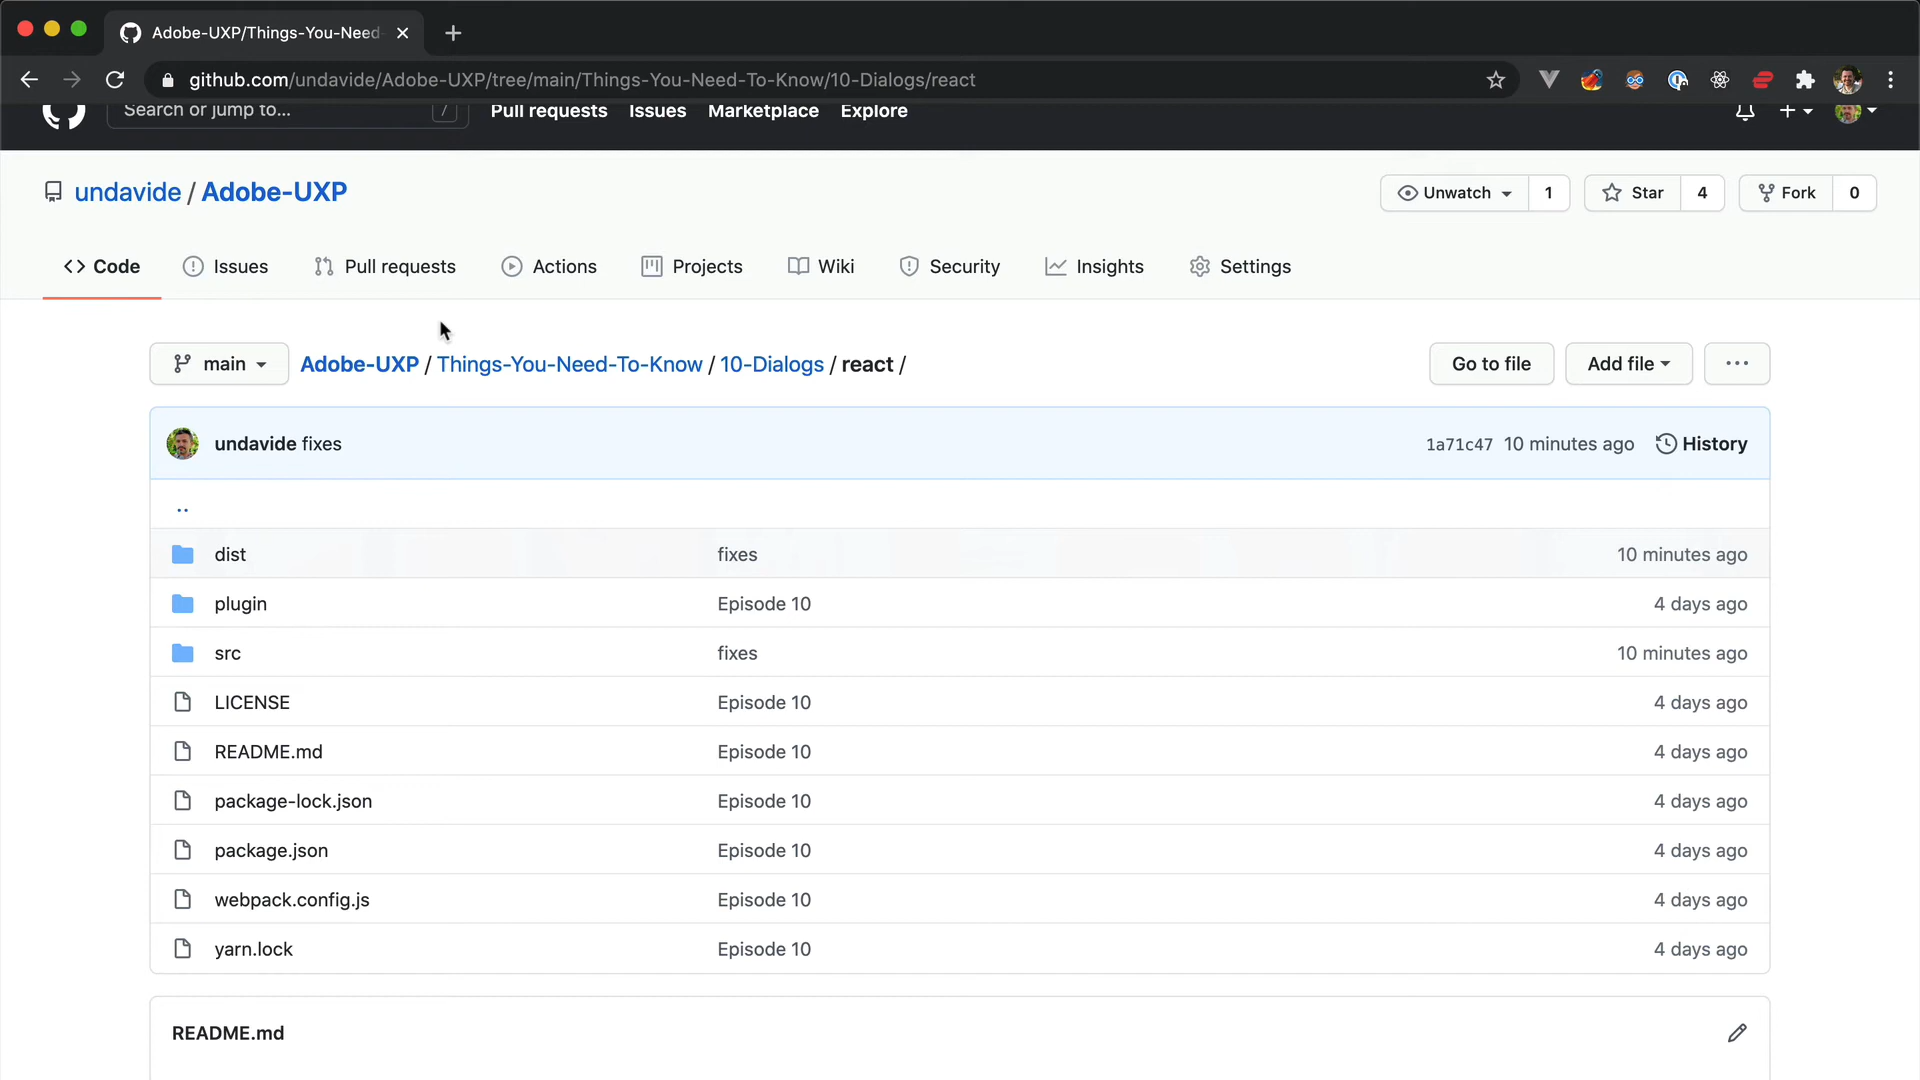 Adobe-UXP/Things-You-Need-
github.com/undavide/Adobe-UXP/tree/main/Things-You-Need-To-Know/10-Dialogs/react
Search or jump to... / Pull requests Issues Marketplace Explore
undavide / Adobe-UXP Unwatch 1 Star 4 Fork 0
Code Issues Pull requests Actions Projects Wiki Security Insights Settings
main Adobe-UXP / Things-You-Need-To-Know / 10-Dialogs / react / Go to file Add file ...
undavide fixes 1a71c47 10 minutes ago History
..
dist fixes 10 minutes ago
plugin Episode 10 4 days ago
src fixes 10 minutes ago
LICENSE Episode 10 4 days ago
README.md Episode 10 4 days ago
package-lock.json Episode 10 4 days ago
package.json Episode 10 4 days ago
webpack.config.js Episode 10 4 days ago
yarn.lock Episode 10 4 days ago
README.md